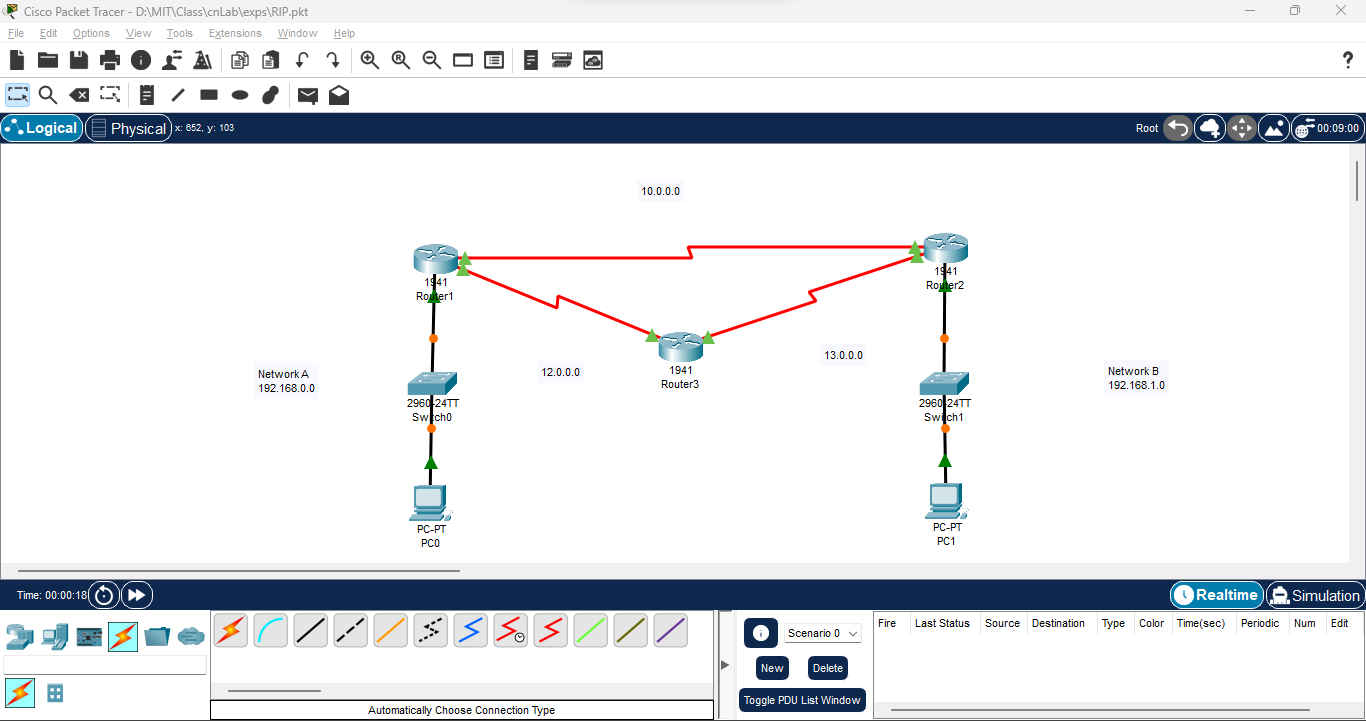 Cisco Packet Tracer - D:\MIT\Class\cnLab\exps\RIP.pkt
File Edit Options View Tools Extensions Window Help
Logical Physical x: 652, y: 103 Root 00:09:00
10.0.0.0
1941
Router1
1941
Router2
1941
Router3
12.0.0.0
13.0.0.0
Network A
192.168.0.0
Network B
192.168.1.0
2960-24TT
Switch0
2960-24TT
Switch1
PC-PT
PC0
PC-PT
PC1
Time: 00:00:18 Realtime Simulation
Scenario 0
New Delete
Toggle PDU List Window
Fire Last Status Source Destination Type Color Time(sec) Periodic Num Edit
Automatically Choose Connection Type